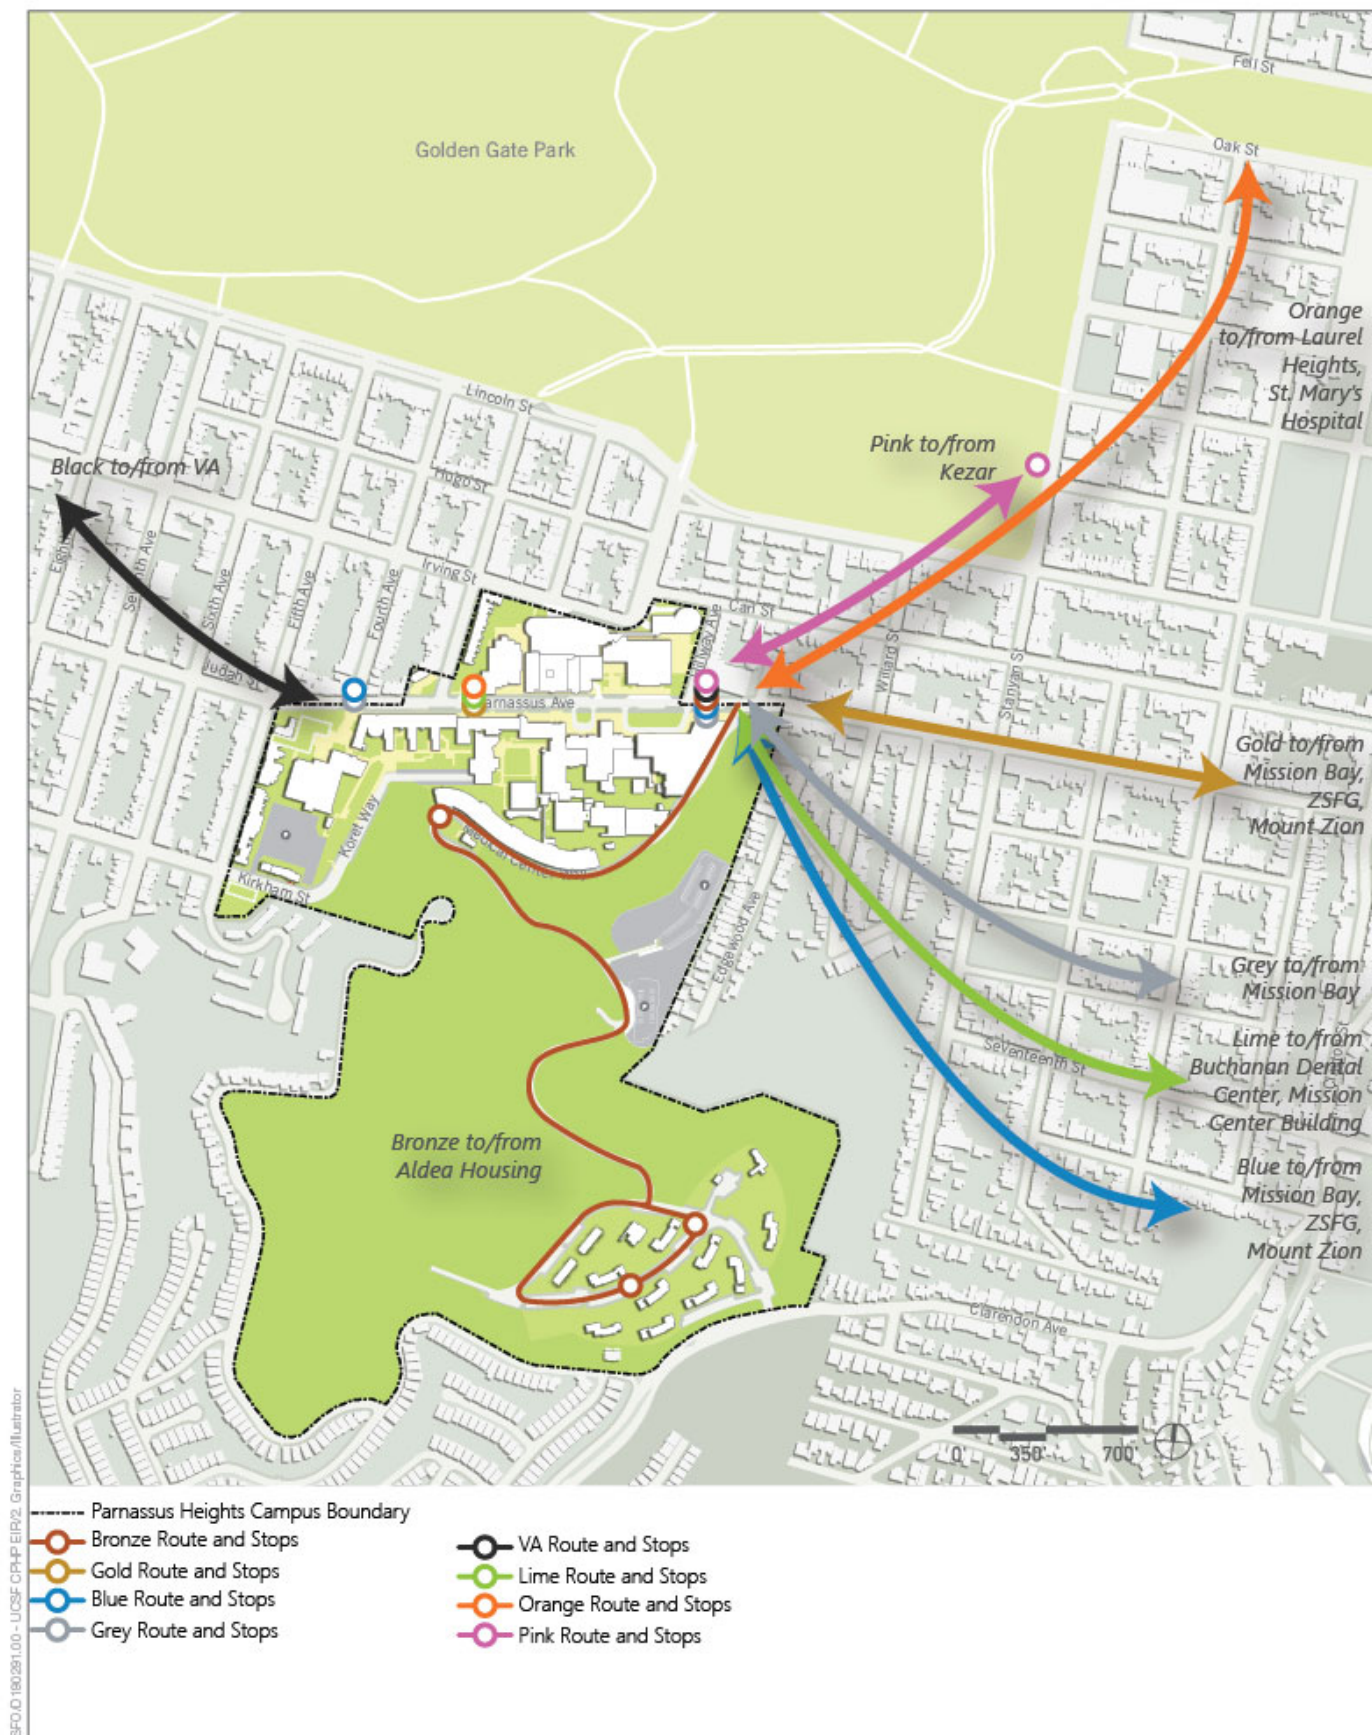 Fell St
Oak St
Golden Gate Park
Orange
to/from Laurel
Heights,
St. Mary's
Hospital
Lincoln St
Pink to/from
Kezar
Black to/from VA
Hugo St
Irving St
Sixth Ave
Fifth Ave
Fourth Ave
Carl St
Willard St
Stanyan St
Judah St
Parnassus Ave
Gold to/from
Mission Bay,
ZSFG,
Mount Zion
Koret Way
Medical Center Way
Kirkham St
Edgewood Ave
Grey to/from
Mission Bay
Seventeenth St
Lime to/from
Buchanan Dental
Center, Mission
Center Building
Bronze to/from
Aldea Housing
Blue to/from
Mission Bay,
ZSFG,
Mount Zion
Clarendon Ave
0 350 700
Parnassus Heights Campus Boundary
Bronze Route and Stops
Gold Route and Stops
Blue Route and Stops
Grey Route and Stops
VA Route and Stops
Lime Route and Stops
Orange Route and Stops
Pink Route and Stops